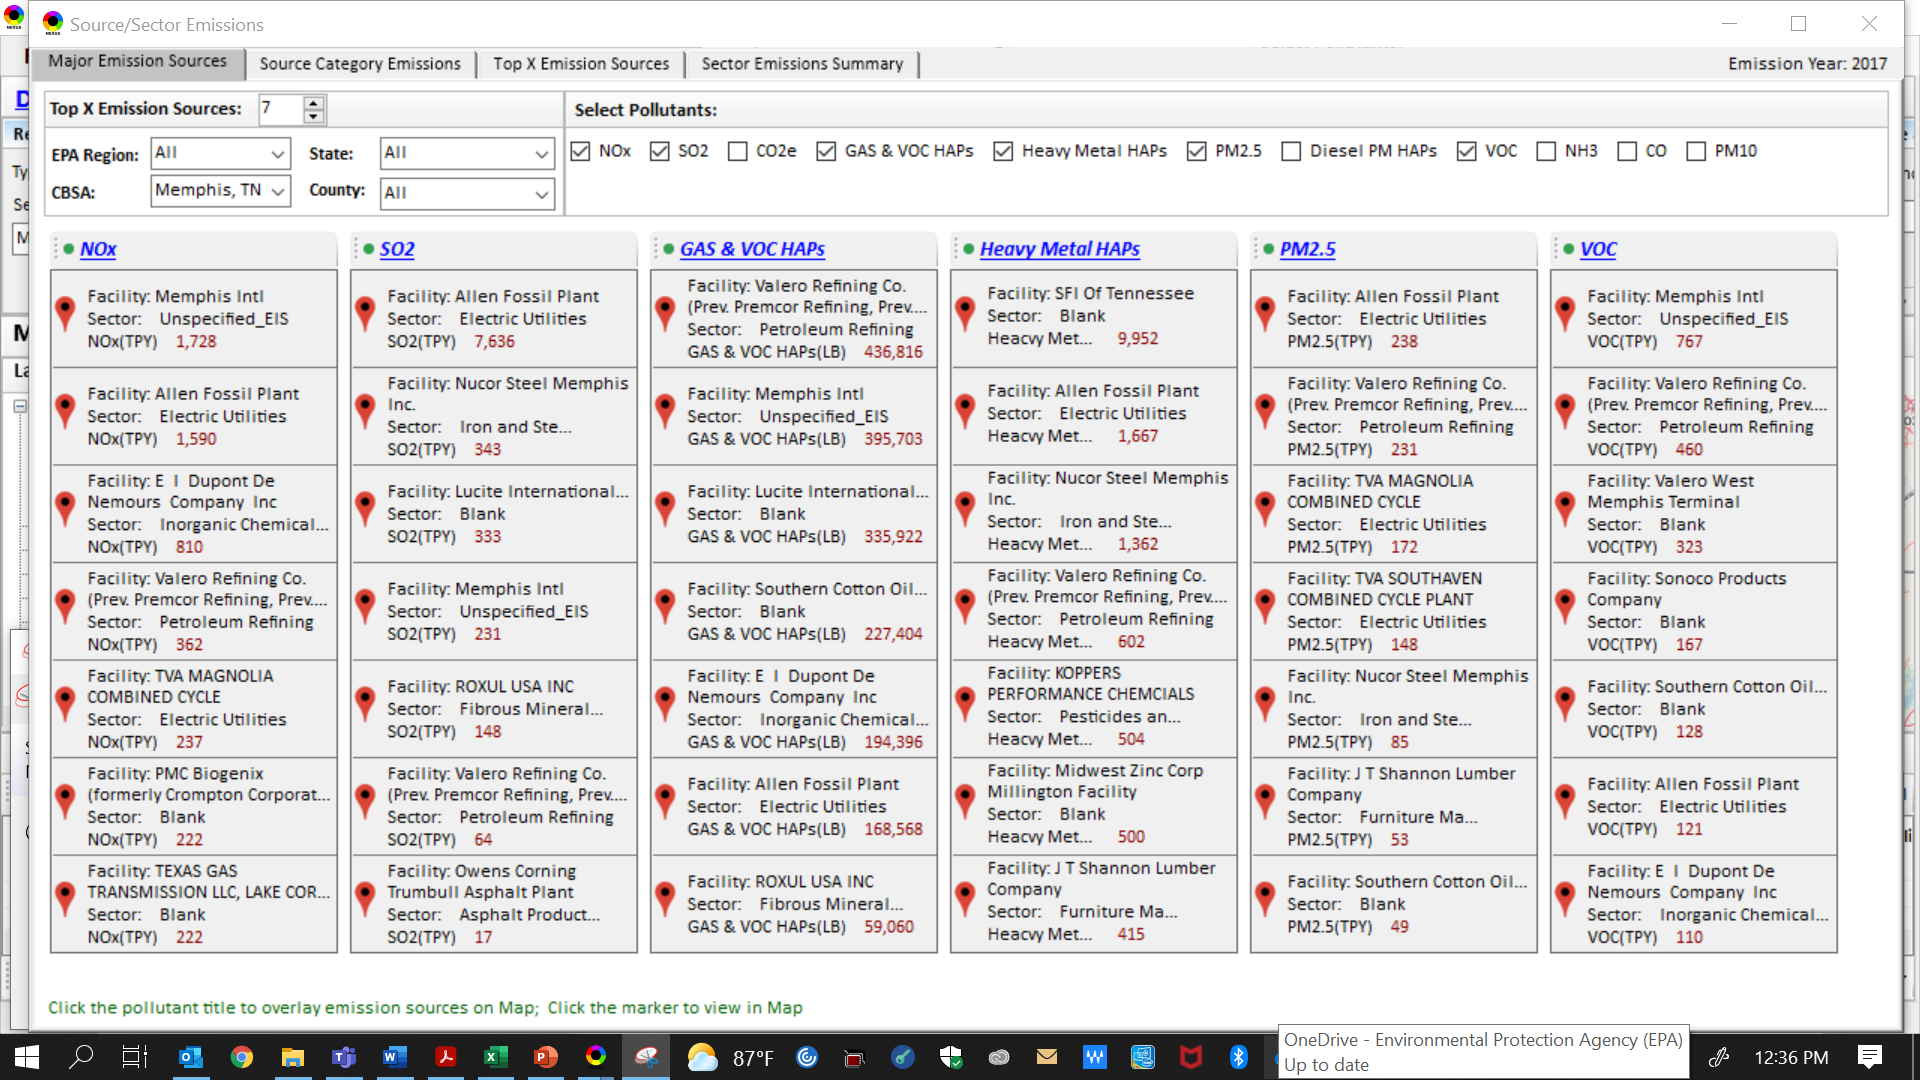 Source/Sector Emissions
Major Emission Sources
Source Category Emissions
Top X Emission Sources
Sector Emissions Summary
Emission Year: 2017
Top X Emission Sources: 7
Select Pollutants:
EPA Region: All
State: All
CBSA: Memphis, TN
County: All
NOx
SO2
CO2e
GAS & VOC HAPs
Heavy Metal HAPs
PM2.5
Diesel PM HAPs
VOC
NH3
CO
PM10
NOx
Facility: Memphis Intl
Sector: Unspecified_EIS
NOx(TPY) 1,728
Facility: Allen Fossil Plant
Sector: Electric Utilities
NOx(TPY) 1,590
Facility: E I Dupont De
Nemours Company Inc
Sector: Inorganic Chemical...
NOx(TPY) 810
Facility: Valero Refining Co.
(Prev. Premcor Refining, Prev....
Sector: Petroleum Refining
NOx(TPY) 362
Facility: TVA MAGNOLIA
COMBINED CYCLE
Sector: Electric Utilities
NOx(TPY) 237
Facility: PMC Biogenix
(formerly Crompton Corporat...
Sector: Blank
NOx(TPY) 222
Facility: TEXAS GAS
TRANSMISSION LLC, LAKE COR...
Sector: Blank
NOx(TPY) 222
SO2
Facility: Allen Fossil Plant
Sector: Electric Utilities
SO2(TPY) 7,636
Facility: Nucor Steel Memphis
Inc.
Sector: Iron and Ste...
SO2(TPY) 343
Facility: Lucite International...
Sector: Blank
SO2(TPY) 333
Facility: Memphis Intl
Sector: Unspecified_EIS
SO2(TPY) 231
Facility: ROXUL USA INC
Sector: Fibrous Mineral...
SO2(TPY) 148
Facility: Valero Refining Co.
(Prev. Premcor Refining, Prev....
Sector: Petroleum Refining
SO2(TPY) 64
Facility: Owens Corning
Trumbull Asphalt Plant
Sector: Asphalt Product...
SO2(TPY) 17
GAS & VOC HAPs
Facility: Valero Refining Co.
(Prev. Premcor Refining, Prev....
Sector: Petroleum Refining
GAS & VOC HAPs(LB) 436,816
Facility: Memphis Intl
Sector: Unspecified_EIS
GAS & VOC HAPs(LB) 395,703
Facility: Lucite International...
Sector: Blank
GAS & VOC HAPs(LB) 335,922
Facility: Southern Cotton Oil...
Sector: Blank
GAS & VOC HAPs(LB) 227,404
Facility: E I Dupont De
Nemours Company Inc
Sector: Inorganic Chemical...
GAS & VOC HAPs(LB) 194,396
Facility: Allen Fossil Plant
Sector: Electric Utilities
GAS & VOC HAPs(LB) 168,568
Facility: ROXUL USA INC
Sector: Fibrous Mineral...
GAS & VOC HAPs(LB) 59,060
Heavy Metal HAPs
Facility: SFI Of Tennessee
Sector: Blank
Heacvy Met... 9,952
Facility: Allen Fossil Plant
Sector: Electric Utilities
Heacvy Met... 1,667
Facility: Nucor Steel Memphis
Inc.
Sector: Iron and Ste...
Heacvy Met... 1,362
Facility: Valero Refining Co.
(Prev. Premcor Refining, Prev....
Sector: Petroleum Refining
Heacvy Met... 602
Facility: KOPPERS
PERFORMANCE CHEMCIALS
Sector: Pesticides an...
Heacvy Met... 504
Facility: Midwest Zinc Corp
Millington Facility
Sector: Blank
Heacvy Met... 500
Facility: J T Shannon Lumber
Company
Sector: Furniture Ma...
Heacvy Met... 415
PM2.5
Facility: Allen Fossil Plant
Sector: Electric Utilities
PM2.5(TPY) 238
Facility: Valero Refining Co.
(Prev. Premcor Refining, Prev....
Sector: Petroleum Refining
PM2.5(TPY) 231
Facility: TVA MAGNOLIA
COMBINED CYCLE
Sector: Electric Utilities
PM2.5(TPY) 172
Facility: TVA SOUTHAVEN
COMBINED CYCLE PLANT
Sector: Electric Utilities
PM2.5(TPY) 148
Facility: Nucor Steel Memphis
Inc.
Sector: Iron and Ste...
PM2.5(TPY) 85
Facility: J T Shannon Lumber
Company
Sector: Furniture Ma...
PM2.5(TPY) 53
Facility: Southern Cotton Oil...
Sector: Blank
PM2.5(TPY) 49
VOC
Facility: Memphis Intl
Sector: Unspecified_EIS
VOC(TPY) 767
Facility: Valero Refining Co.
(Prev. Premcor Refining, Prev....
Sector: Petroleum Refining
VOC(TPY) 460
Facility: Valero West
Memphis Terminal
Sector: Blank
VOC(TPY) 323
Facility: Sonoco Products
Company
Sector: Blank
VOC(TPY) 167
Facility: Southern Cotton Oil...
Sector: Blank
VOC(TPY) 128
Facility: Allen Fossil Plant
Sector: Electric Utilities
VOC(TPY) 121
Facility: E I Dupont De
Nemours Company Inc
Sector: Inorganic Chemical...
VOC(TPY) 110
Click the pollutant title to overlay emission sources on Map; Click the marker to view in Map
OneDrive - Environmental Protection Agency (EPA)
Up to date
87°F
12:36 PM